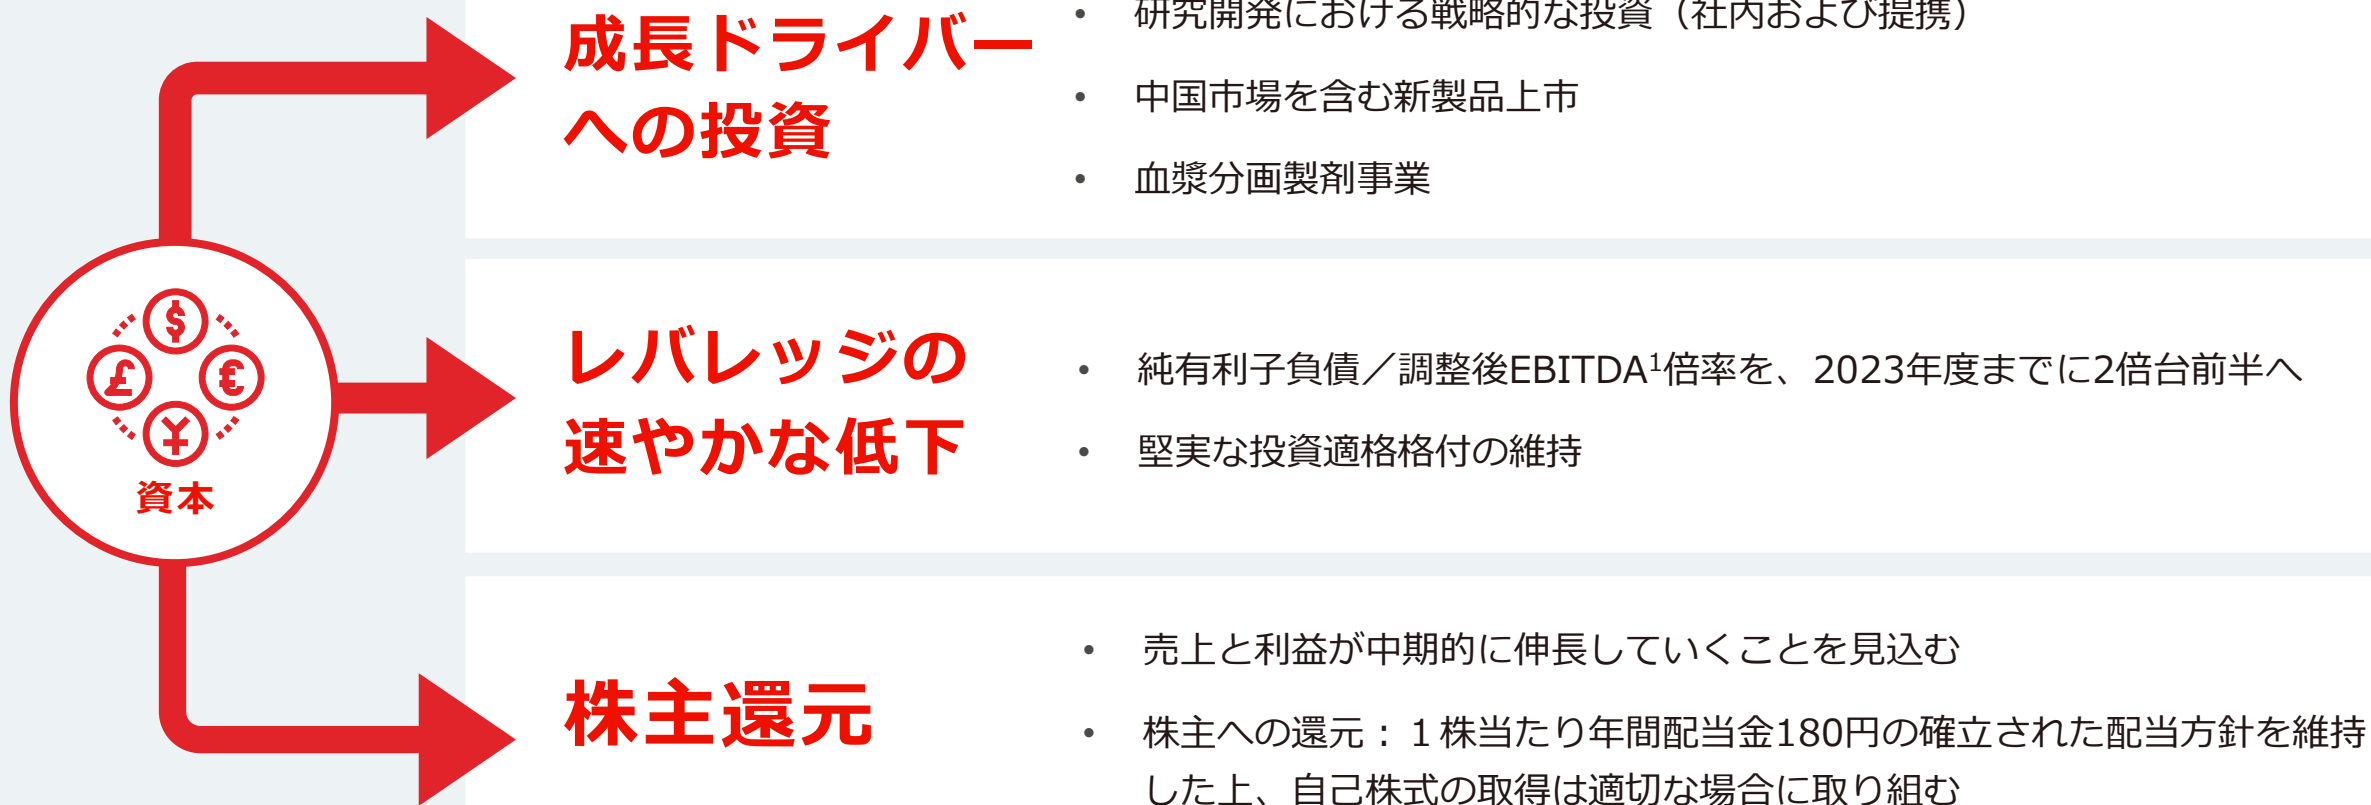 成長ドライバー
への投資
• 研究開発における戦略的な投資（社内および提携）
• 中国市場を含む新製品上市
• 血漿分画製剤事業
$
£
€
¥
資本
レバレッジの
速やかな低下
• 純有利子負債／調整後EBITDA¹倍率を、2023年度までに2倍台前半へ
• 堅実な投資適格格付の維持
株主還元
• 売上と利益が中期的に伸長していくことを見込む
• 株主への還元：１株当たり年間配当金180円の確立された配当方針を維持
した上、自己株式の取得は適切な場合に取り組む